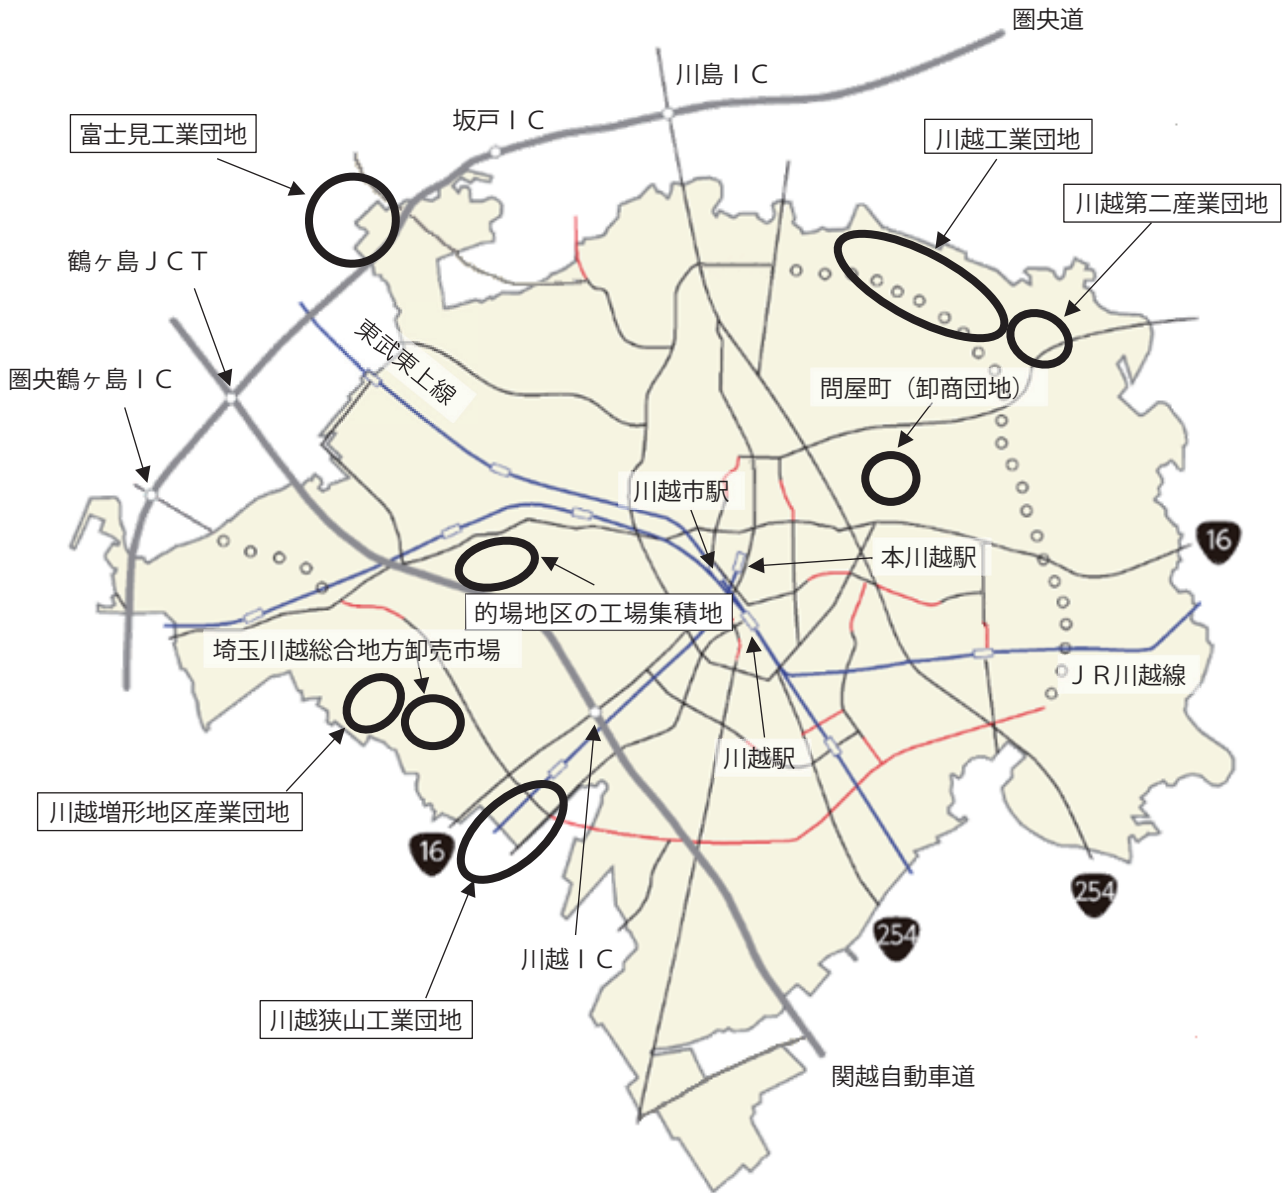 圏央道
川島ＩＣ
坂戸ＩＣ
富士見工業団地
川越工業団地
川越第二産業団地
鶴ヶ島ＪＣＴ
東武東上線
圏央鶴ヶ島ＩＣ
問屋町（卸商団地）
川越市駅
16
本川越駅
的場地区の工場集積地
埼玉川越総合地方卸売市場
ＪＲ川越線
川越駅
川越増形地区産業団地
16
254
254
川越ＩＣ
川越狭山工業団地
関越自動車道